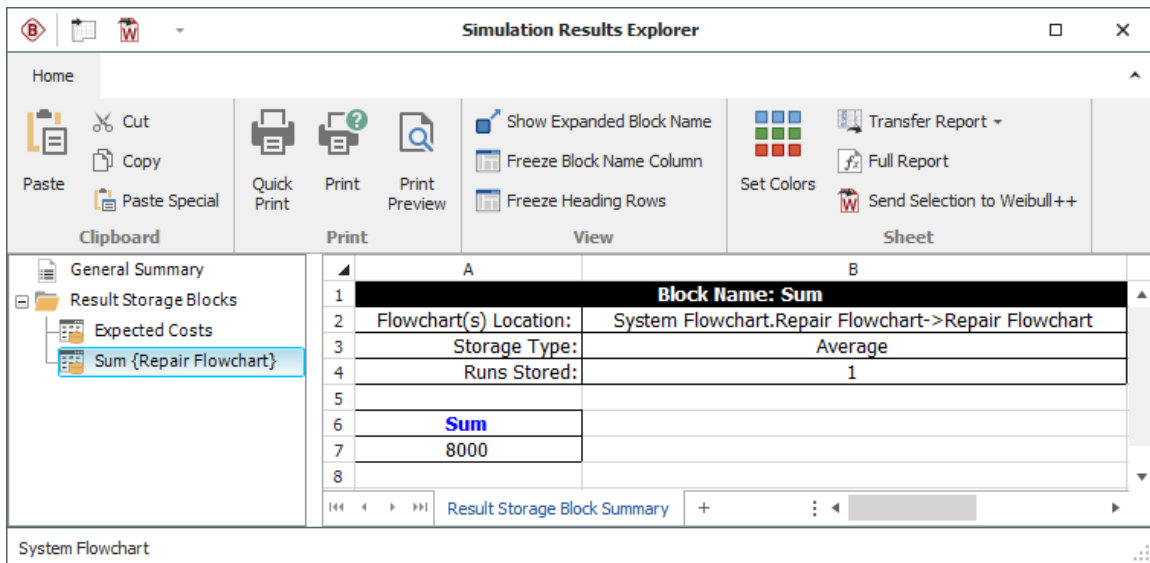 Simulation Results Explorer
Home
Paste
Cut
Copy
Paste Special
Clipboard
Quick Print
Print
Print Preview
Print
Show Expanded Block Name
Freeze Block Name Column
Freeze Heading Rows
View
Set Colors
Transfer Report
Full Report
Send Selection to Weibull++
Sheet
General Summary
Result Storage Blocks
Expected Costs
Sum {Repair Flowchart}
A B
1 Block Name: Sum
2 Flowchart(s) Location: System Flowchart.Repair Flowchart->Repair Flowchart
3 Storage Type: Average
4 Runs Stored: 1
5
6 Sum
7 8000
8
Result Storage Block Summary +
System Flowchart